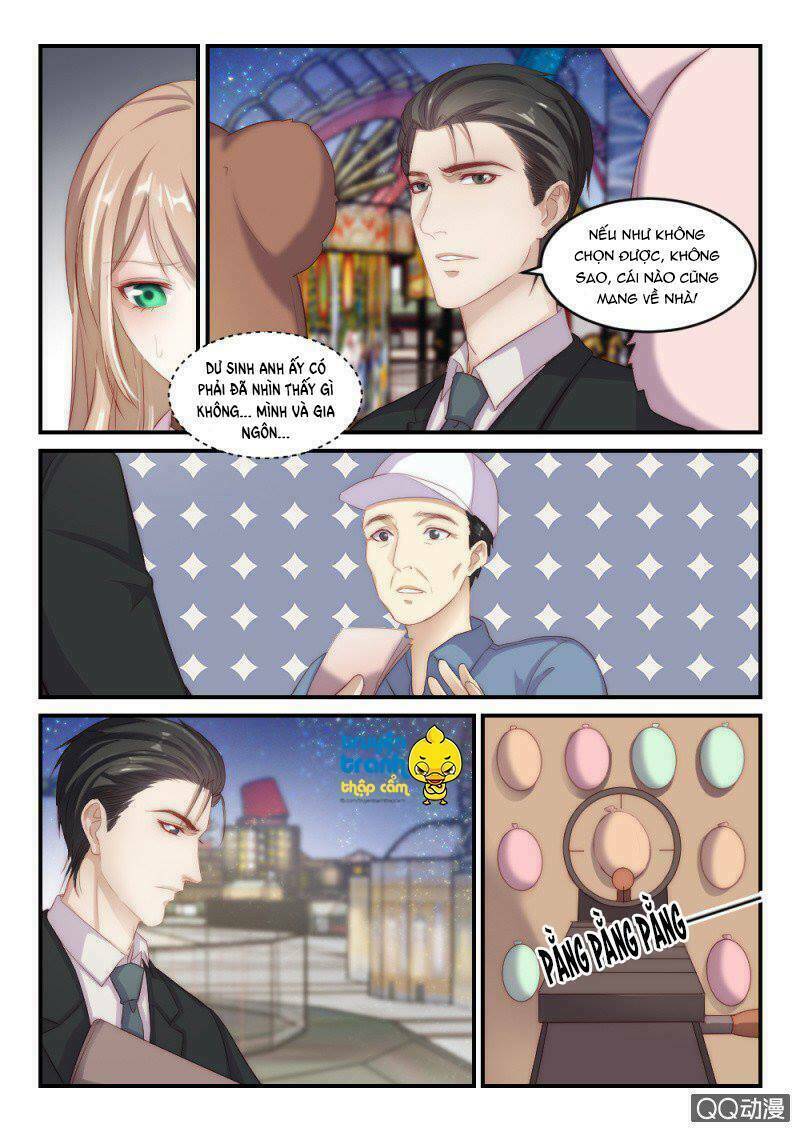 NẾU NHƯ KHÔNG
CHỌN ĐƯỢC, KHÔNG
SAO, CÁI NÀO CŨNG
MANG VỀ NHÀ!
DƯ SINH ANH ẤY CÓ
PHẢI ĐÃ NHÌN THẤY GÌ
KHÔNG... MÌNH VÀ GIA
NGÔN...
truyện
tranh
thập cẩm
PẰNG PẰNG PẰNG
QQ动漫